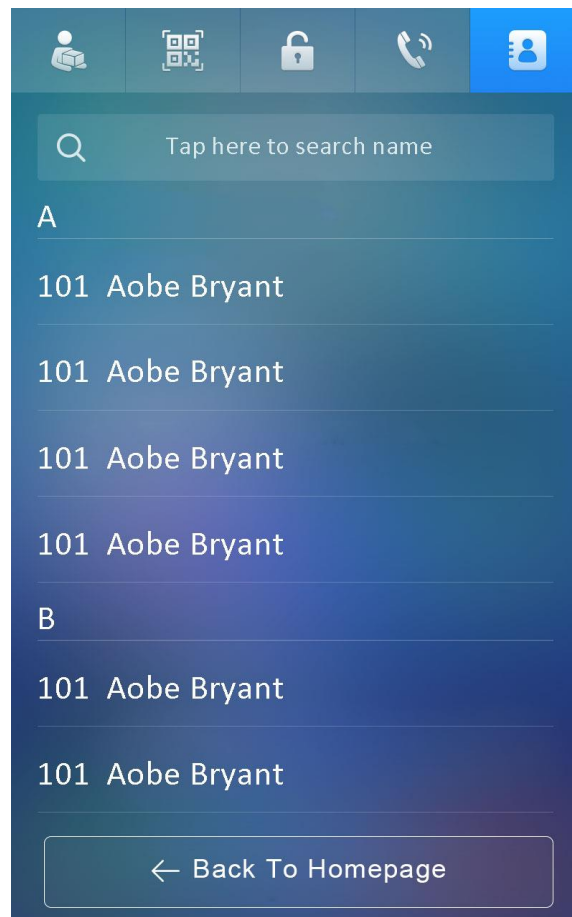 Tap here to search name
A
101 Aobe Bryant
101 Aobe Bryant
101 Aobe Bryant
101 Aobe Bryant
B
101 Aobe Bryant
101 Aobe Bryant
← Back To Homepage